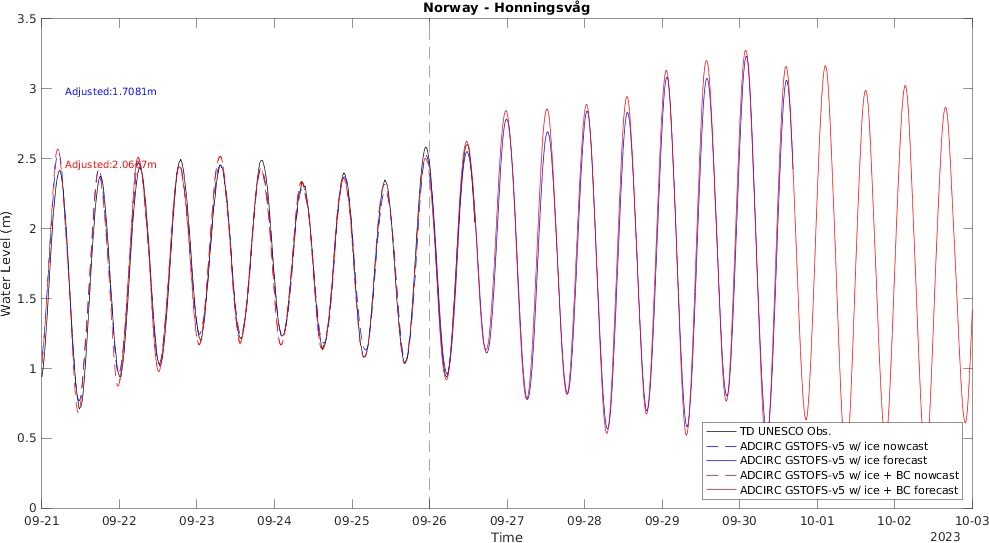 Norway - Honningsvåg
3.5
3
2.5
2
1.5
1
0.5
0
Water Level (m)
Adjusted:1.7081m
Adjusted:2.0647m
TD UNESCO Obs.
ADCIRC GSTOFS-v5 w/ ice nowcast
ADCIRC GSTOFS-v5 w/ ice forecast
ADCIRC GSTOFS-v5 w/ ice + BC nowcast
ADCIRC GSTOFS-v5 w/ ice + BC forecast
09-21 09-22 09-23 09-24 09-25 09-26 09-27 09-28 09-29 09-30 10-01 10-02 10-03
Time
2023